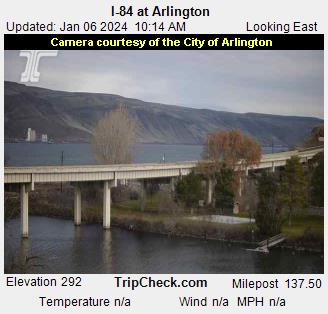 I-84 at Arlington
Updated: Jan 06 2024 10:14 AM Looking East
Camera courtesy of the City of Arlington
Elevation 292 TripCheck.com Milepost 137.50
Temperature n/a Wind n/a MPH n/a